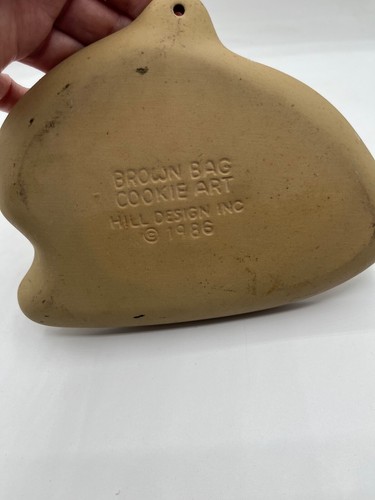 BROWN BAG
COOKIE ART
HILL DESIGN INC
© 1986